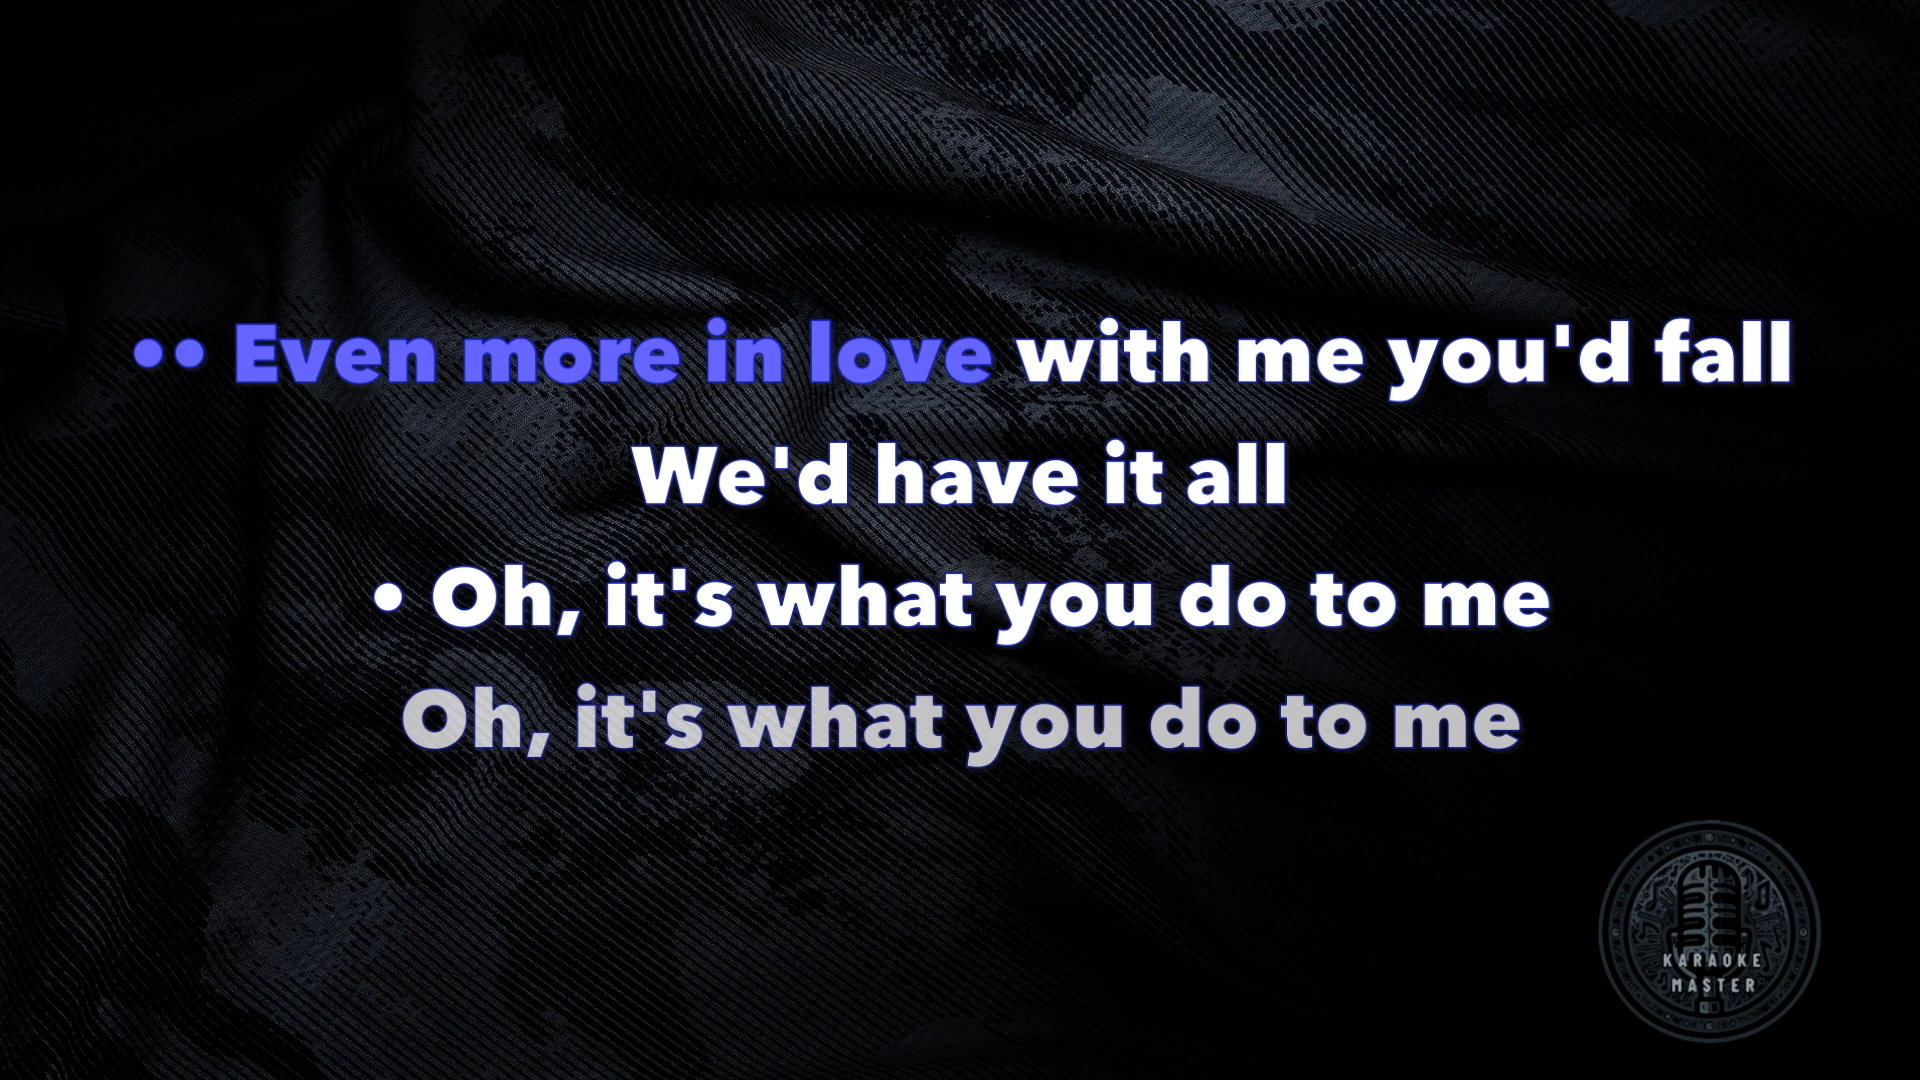 •• Even more in love with me you'd fall
We'd have it all
• Oh, it's what you do to me
Oh, it's what you do to me
KARAOKE
MASTER